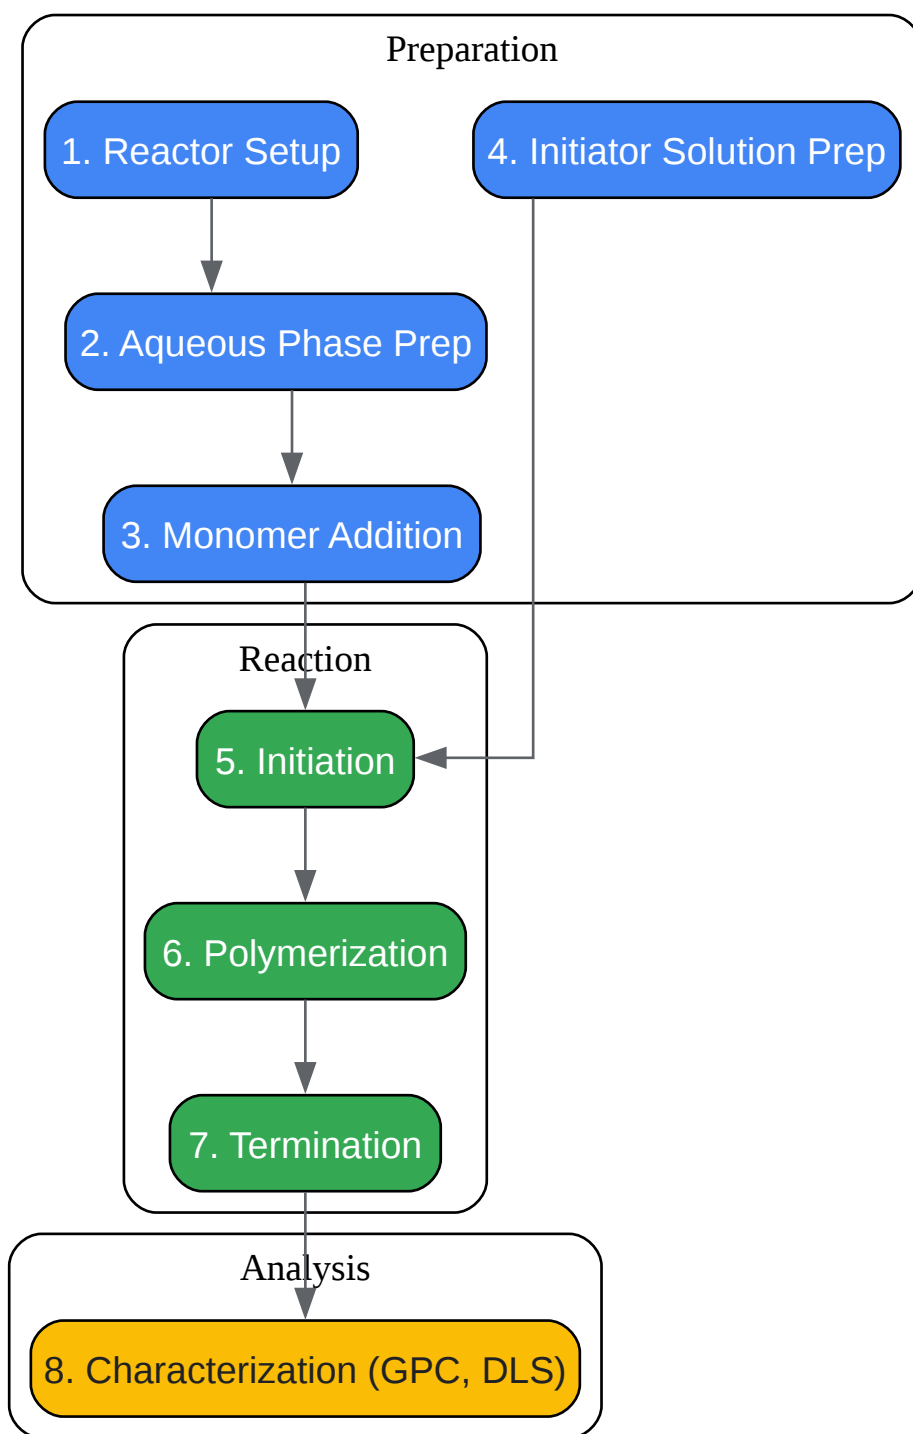 Preparation
1. Reactor Setup
4. Initiator Solution Prep
2. Aqueous Phase Prep
3. Monomer Addition
Reaction
5. Initiation
6. Polymerization
7. Termination
Analysis
8. Characterization (GPC, DLS)